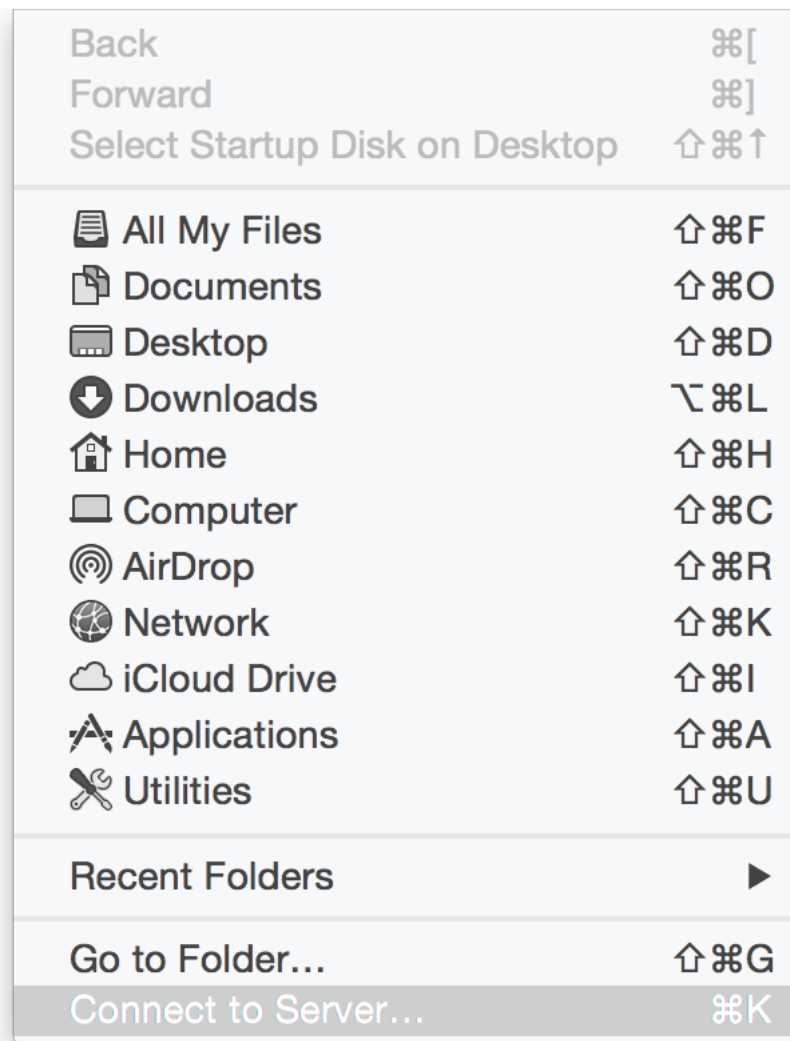 Back ⌘[
Forward ⌘]
Select Startup Disk on Desktop ⇧⌘↑
All My Files ⇧⌘F
Documents ⇧⌘O
Desktop ⇧⌘D
Downloads ⌥⌘L
Home ⇧⌘H
Computer ⇧⌘C
AirDrop ⇧⌘R
Network ⇧⌘K
iCloud Drive ⇧⌘I
Applications ⇧⌘A
Utilities ⇧⌘U
Recent Folders ▶
Go to Folder... ⇧⌘G
Connect to Server... ⌘K